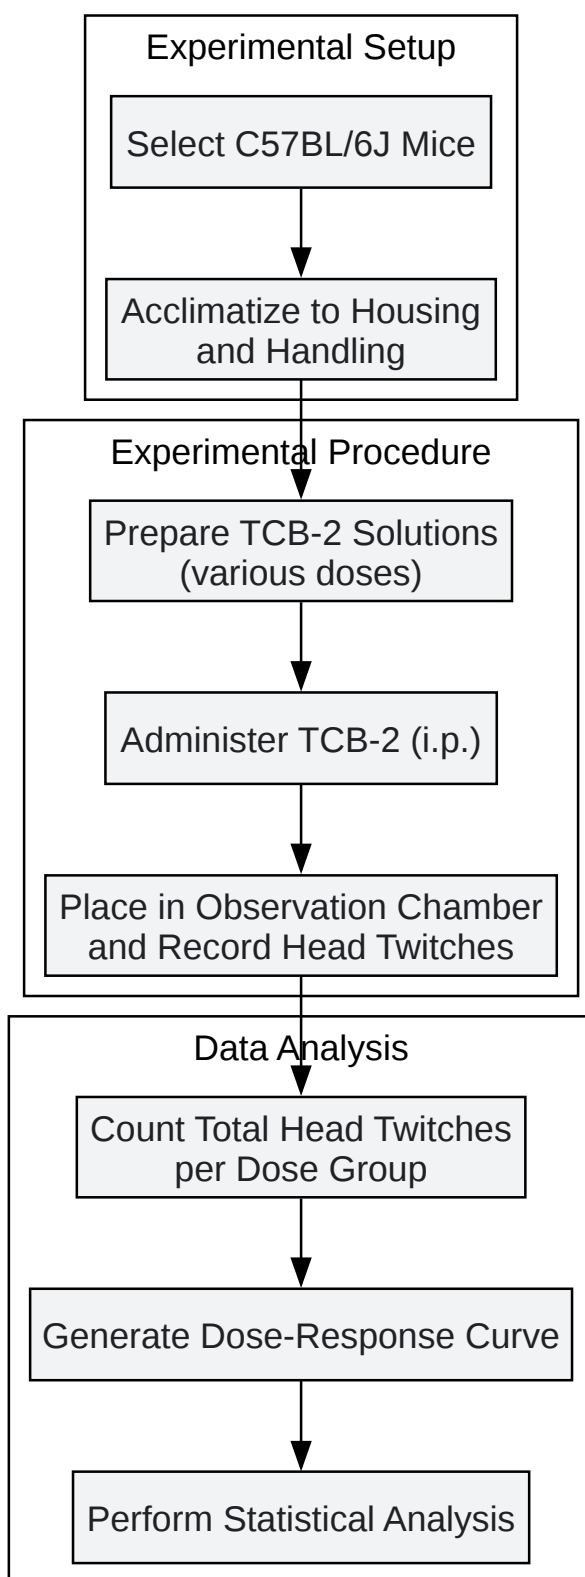 Experimental Setup
Select C57BL/6J Mice
Acclimatize to Housing
and Handling
Experimental Procedure
Prepare TCB-2 Solutions
(various doses)
Administer TCB-2 (i.p.)
Place in Observation Chamber
and Record Head Twitches
Data Analysis
Count Total Head Twitches
per Dose Group
Generate Dose-Response Curve
Perform Statistical Analysis